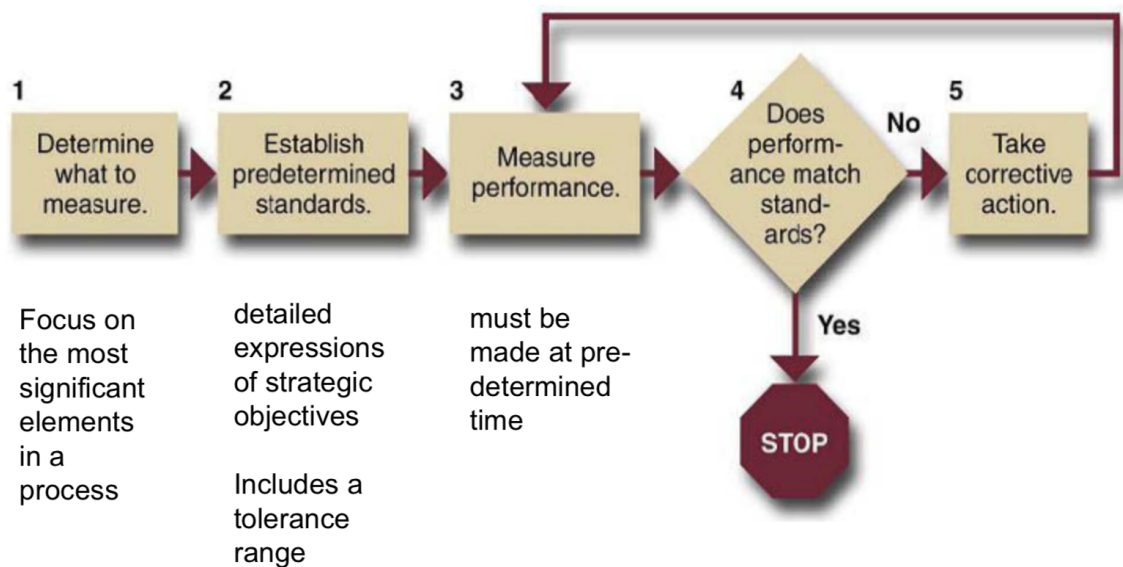 1
Determine
what to
measure.
2
Establish
predetermined
standards.
3
Measure
performance.
4
Does
perform-
ance match
stand-
ards?
No
5
Take
corrective
action.
Yes
STOP
Focus on
the most
significant
elements
in a
process
detailed
expressions
of strategic
objectives
Includes a
tolerance
range
must be
made at pre-
determined
time